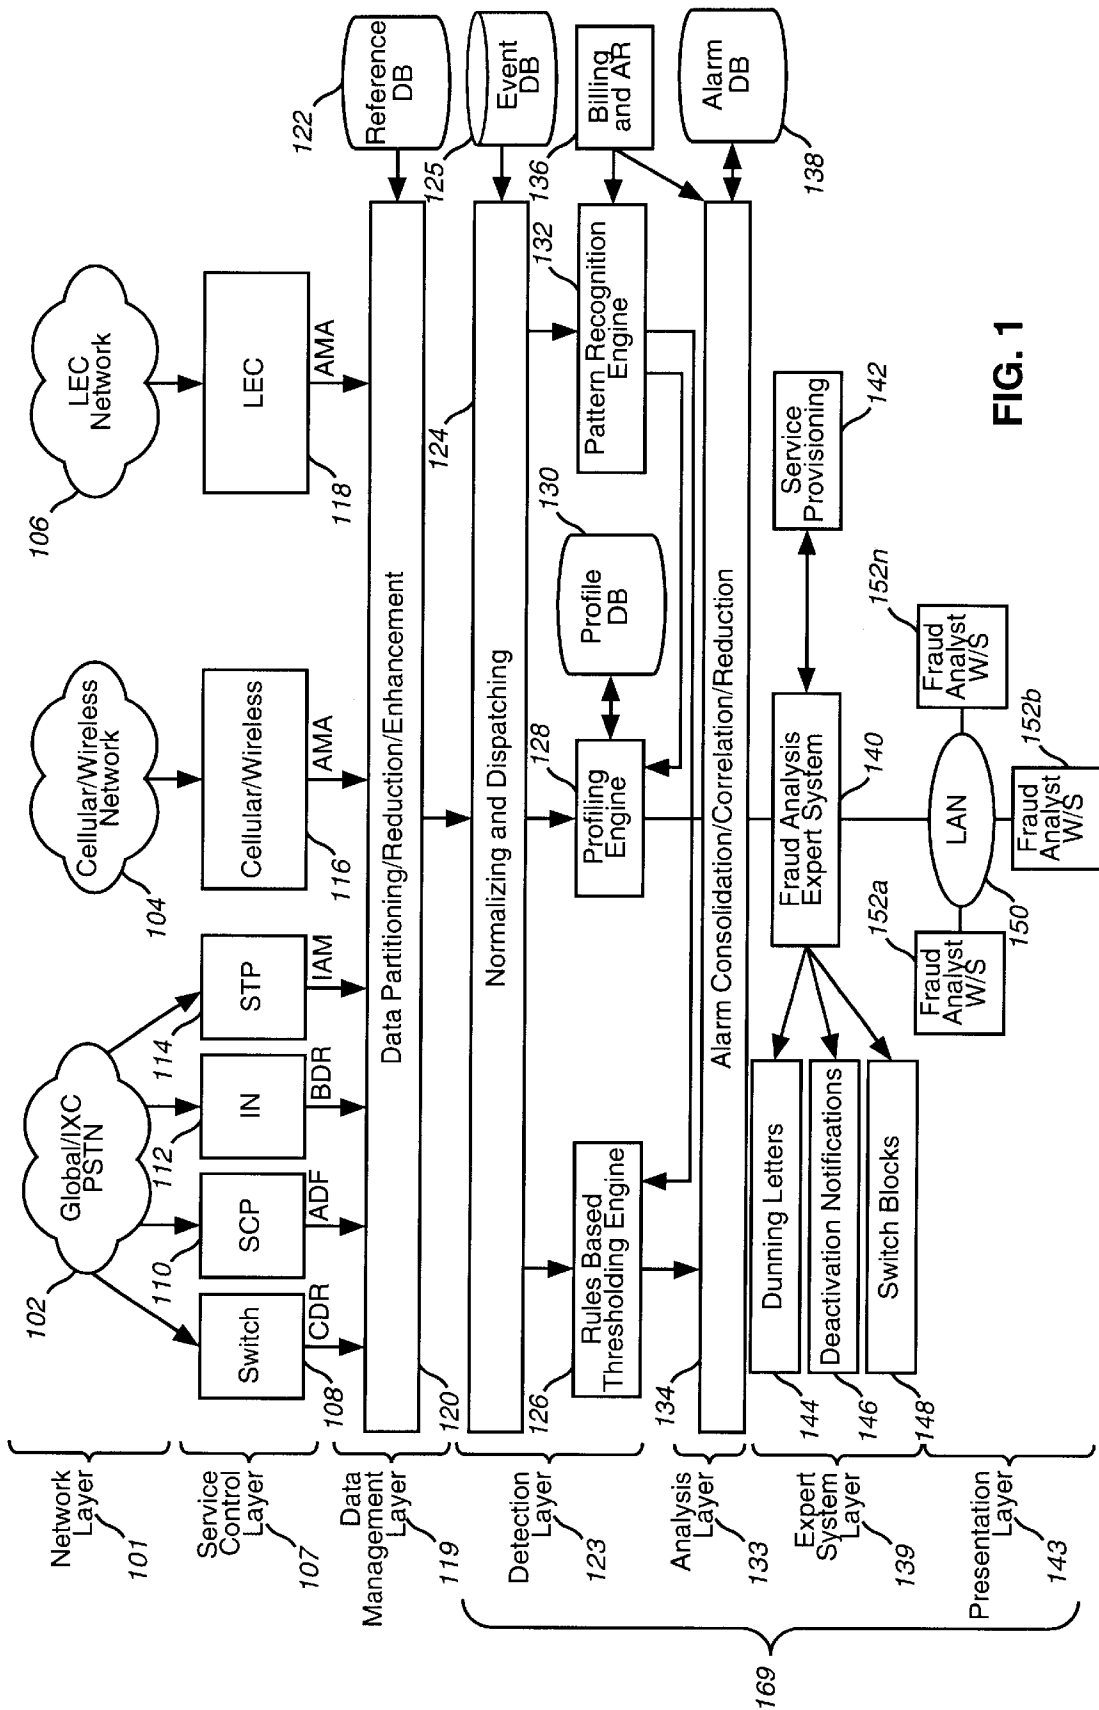 Network
Layer
101
Global/IXC
PSTN
102
Cellular/Wireless
Network
104
LEC
Network
106
Service
Control
Layer
107
Switch
108
CDR
SCP
110
ADF
IN
112
BDR
STP
114
IAM
Cellular/Wireless
116
AMA
LEC
118
AMA
Data
Management
Layer
119
Data Partitioning/Reduction/Enhancement
120
Reference
DB
122
Detection
Layer
123
Normalizing and Dispatching
124
Event
DB
125
Rules Based
Thresholding Engine
126
Profiling
Engine
128
Profile
DB
130
Pattern Recognition
Engine
132
Billing
and AR
136
Analysis
Layer
133
Alarm Consolidation/Correlation/Reduction
134
Alarm
DB
138
Expert
System
Layer
139
Dunning Letters
144
Deactivation Notifications
146
Switch Blocks
148
Fraud Analysis
Expert System
140
Service
Provisioning
142
Presentation
Layer
143
Fraud
Analyst
W/S
152a
LAN
150
Fraud
Analyst
W/S
152b
Fraud
Analyst
W/S
152n
169
FIG. 1